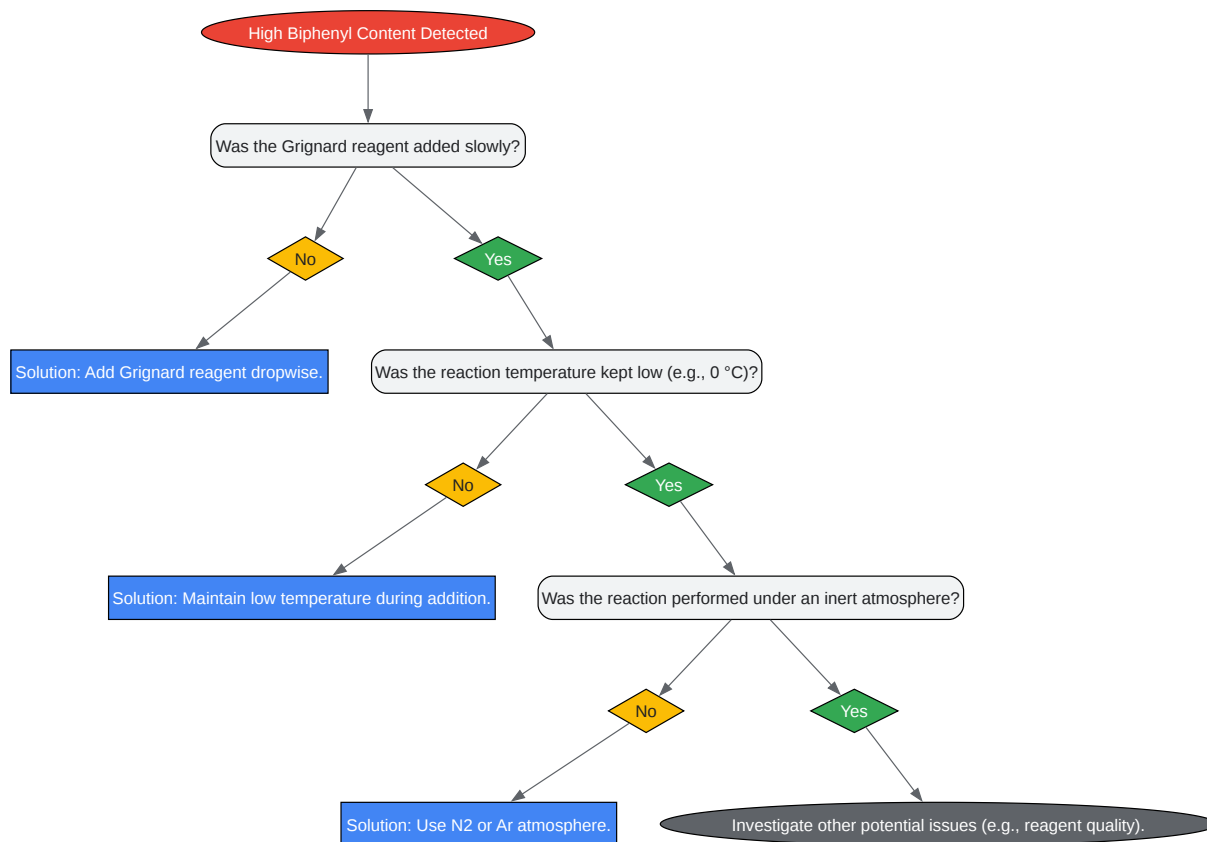 High Biphenyl Content Detected
Was the Grignard reagent added slowly?
No
Yes
Solution: Add Grignard reagent dropwise.
Was the reaction temperature kept low (e.g., 0 °C)?
No
Yes
Solution: Maintain low temperature during addition.
Was the reaction performed under an inert atmosphere?
No
Yes
Solution: Use N2 or Ar atmosphere.
Investigate other potential issues (e.g., reagent quality).